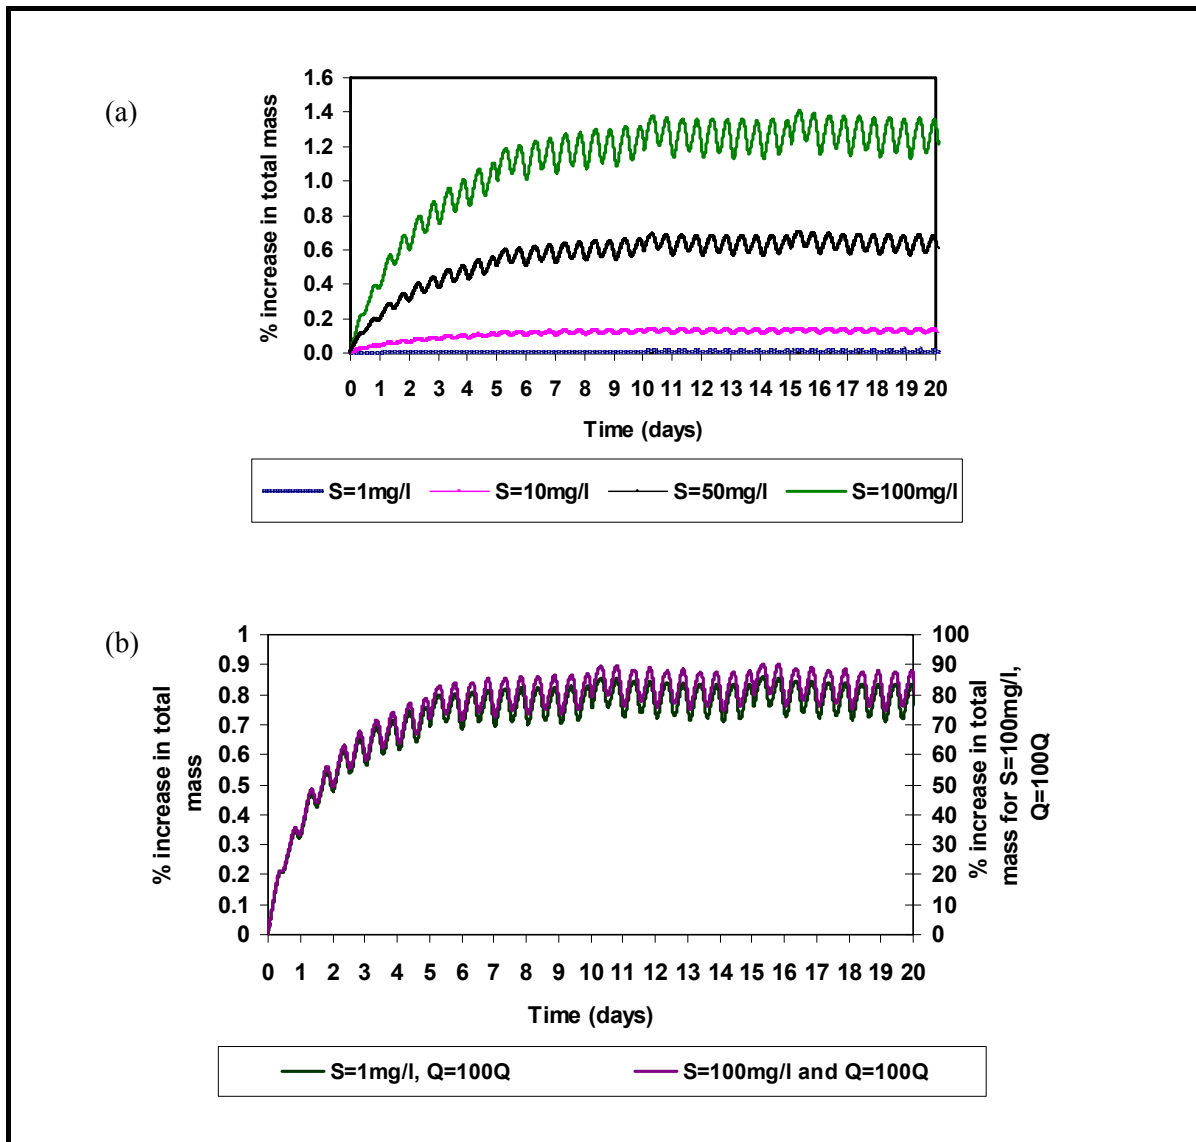 (a)
% increase in total mass
1.6
1.4
1.2
1.0
0.8
0.6
0.4
0.2
0.0
0 1 2 3 4 5 6 7 8 9 10 11 12 13 14 15 16 17 18 19 20
Time (days)
S=1mg/l S=10mg/l S=50mg/l S=100mg/l
(b)
% increase in total
mass
1
0.9
0.8
0.7
0.6
0.5
0.4
0.3
0.2
0.1
0
100
90
80
70
60
50
40
30
20
10
0
% increase in total
mass for S=100mg/l,
Q=100Q
0 1 2 3 4 5 6 7 8 9 10 11 12 13 14 15 16 17 18 19 20
Time (days)
S=1mg/l, Q=100Q S=100mg/l and Q=100Q